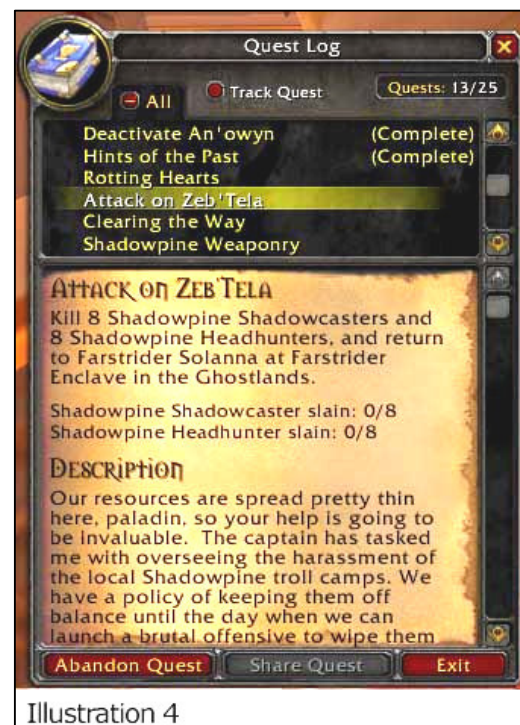 Quest Log
All
Track Quest
Quests: 13/25
Deactivate An'owyn (Complete)
Hints of the Past (Complete)
Rotting Hearts
Attack on Zeb'Tela
Clearing the Way
Shadowpine Weaponry
Attack on Zeb'Tela
Kill 8 Shadowpine Shadowcasters and
8 Shadowpine Headhunters, and return
to Farstrider Solanna at Farstrider
Enclave in the Ghostlands.
Shadowpine Shadowcaster slain: 0/8
Shadowpine Headhunter slain: 0/8
Description
Our resources are spread pretty thin
here, paladin, so your help is going to
be invaluable. The captain has tasked
me with overseeing the harassment of
the local Shadowpine troll camps. We
have a policy of keeping them off
balance until the day when we can
launch a brutal offensive to wipe them
Abandon Quest
Share Quest
Exit
Illustration 4